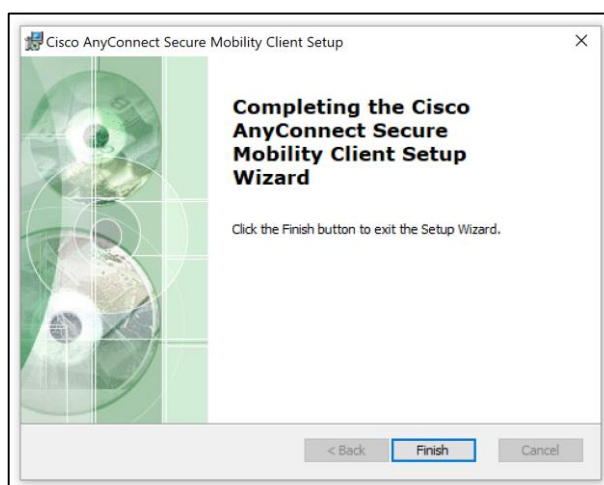 Cisco AnyConnect Secure Mobility Client Setup
Completing the Cisco
AnyConnect Secure
Mobility Client Setup
Wizard
Click the Finish button to exit the Setup Wizard.
< Back Finish Cancel